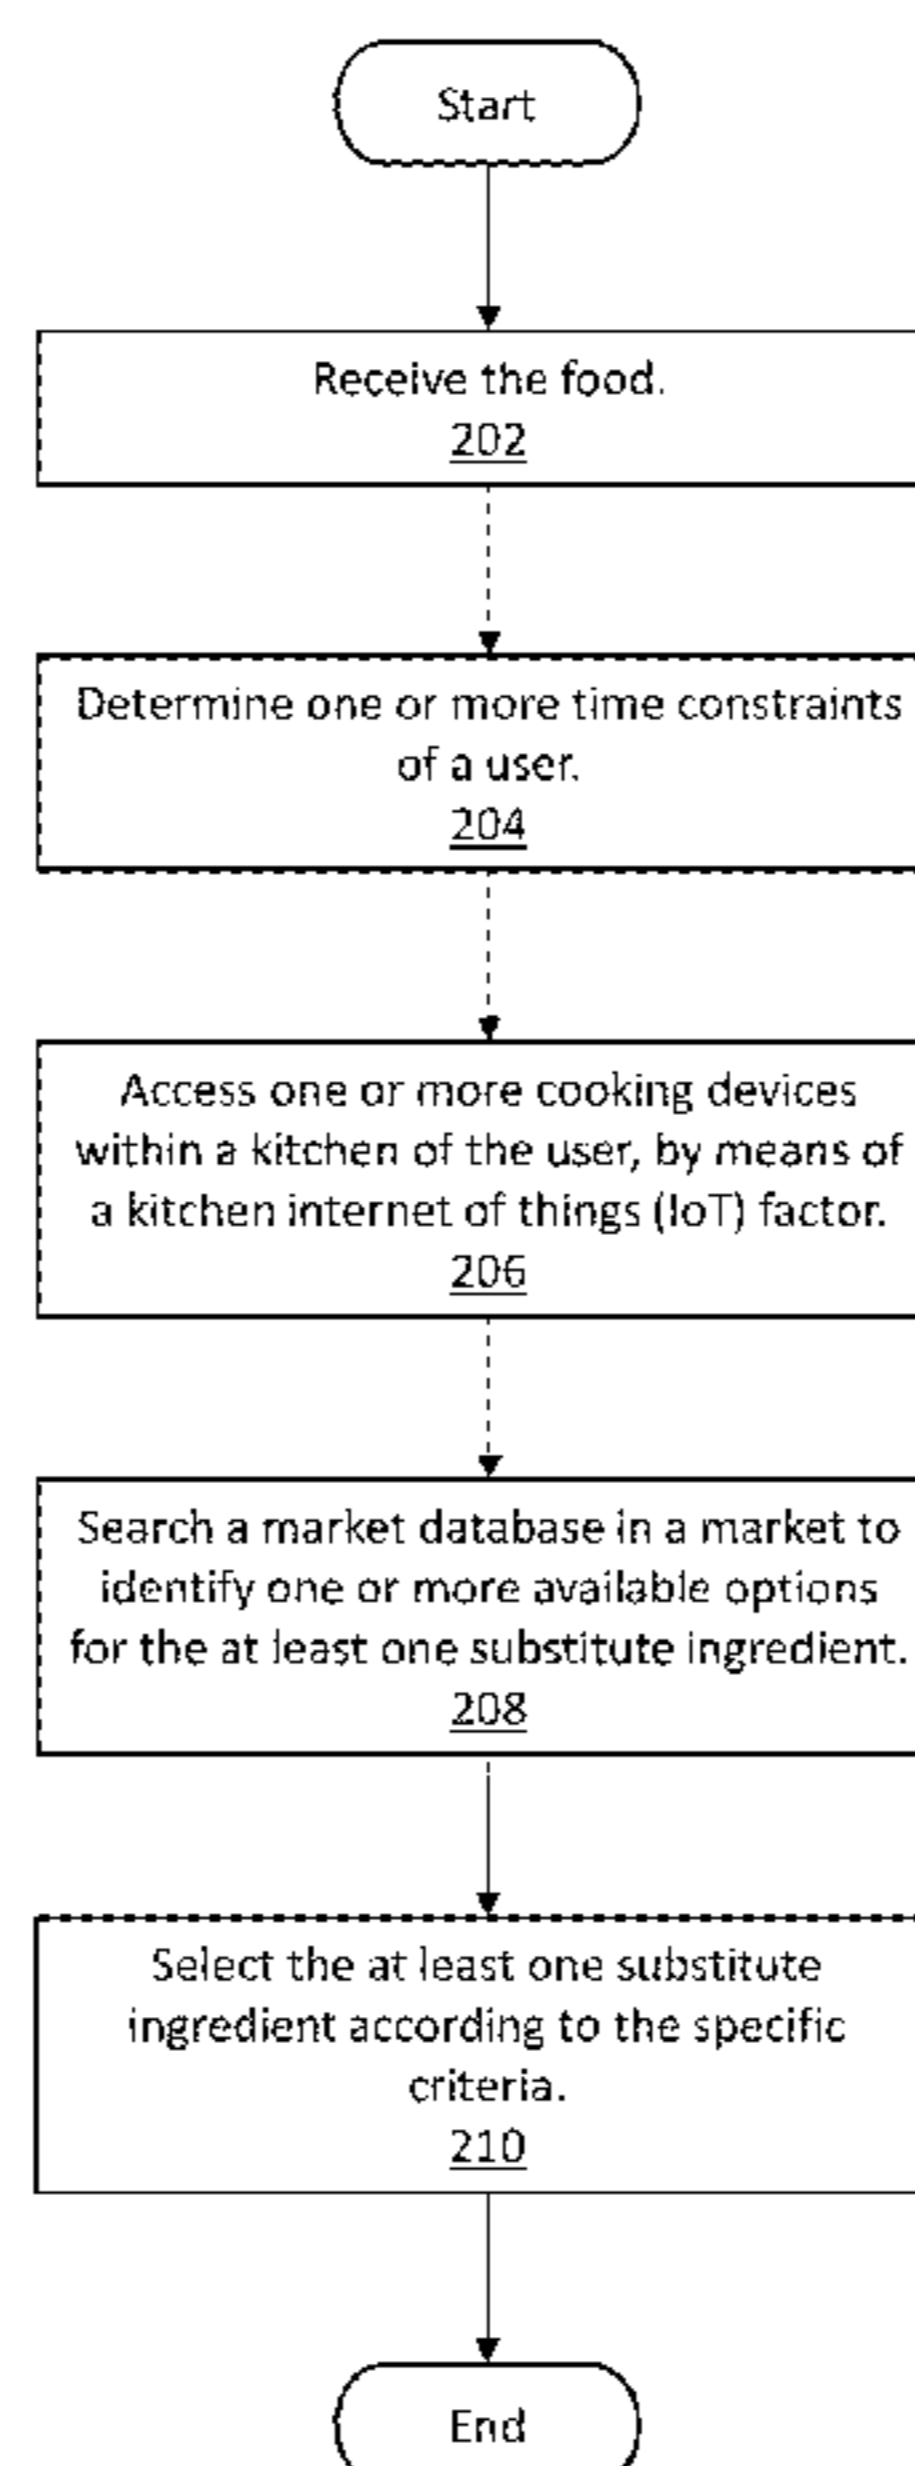 Start
Receive the food.
202
Determine one or more time constraints
of a user.
204
Access one or more cooking devices
within a kitchen of the user, by means of
a kitchen internet of things (IoT) factor.
206
Search a market database in a market to
identify one or more available options
for the at least one substitute ingredient.
208
Select the at least one substitute
ingredient according to the specific
criteria.
210
End